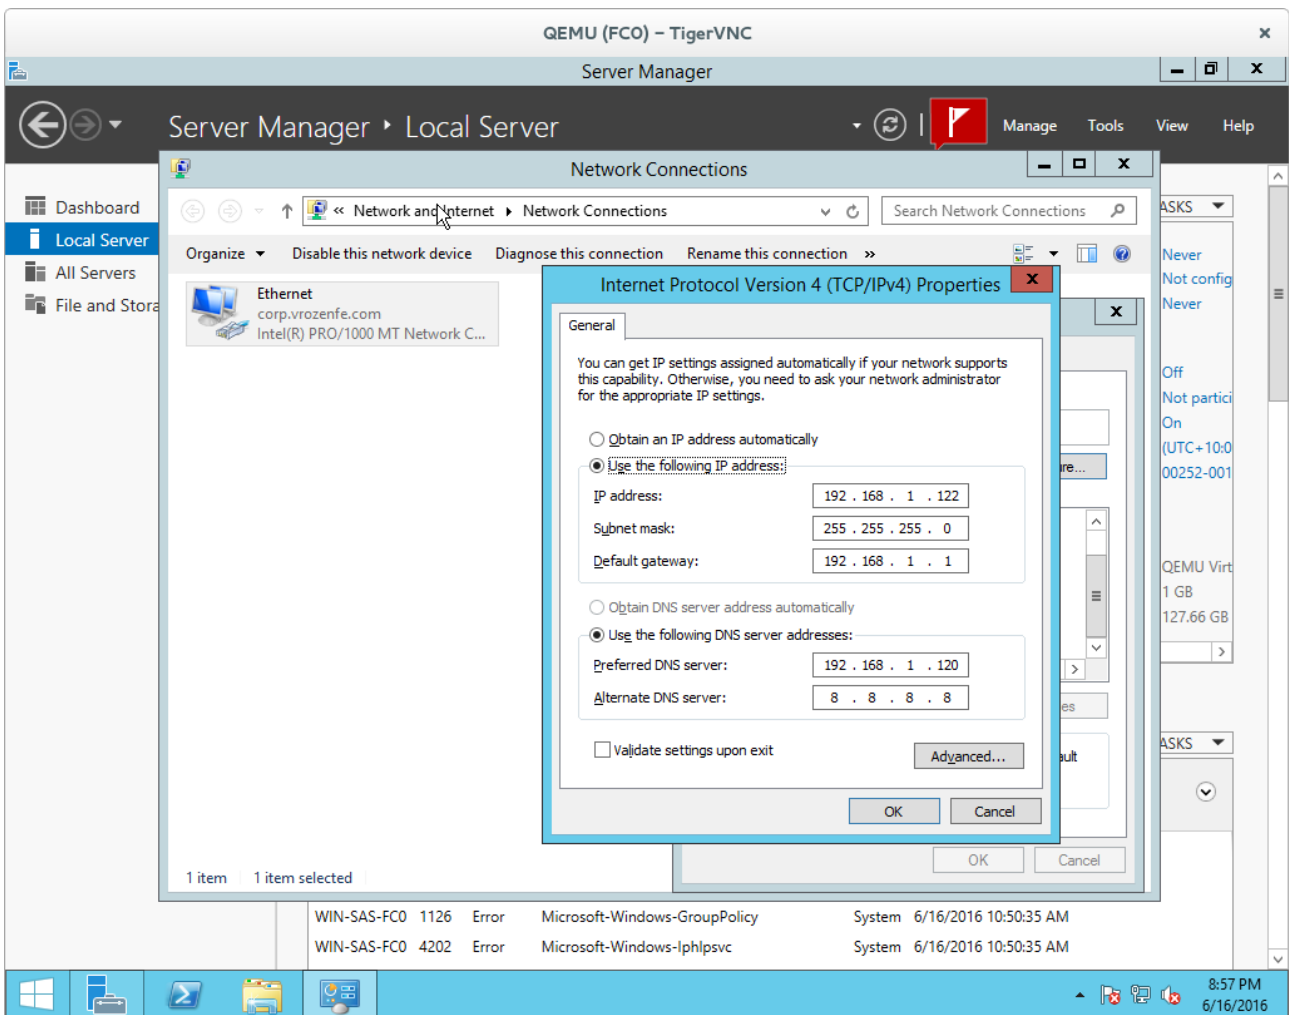 QEMU (FC0) – TigerVNC
Server Manager
Server Manager ‣ Local Server
Manage Tools View Help
Network Connections
« Network and Internet ▸ Network Connections
Search Network Connections
Organize
Disable this network device
Diagnose this connection
Rename this connection
»
Dashboard
Local Server
All Servers
File and Stora
Ethernet
corp.vrozenfe.com
Intel(R) PRO/1000 MT Network C...
Internet Protocol Version 4 (TCP/IPv4) Properties
General
You can get IP settings assigned automatically if your network supports
this capability. Otherwise, you need to ask your network administrator
for the appropriate IP settings.
Obtain an IP address automatically
Use the following IP address:
IP address: 192 . 168 . 1 . 122
Subnet mask: 255 . 255 . 255 . 0
Default gateway: 192 . 168 . 1 . 1
Obtain DNS server address automatically
Use the following DNS server addresses:
Preferred DNS server: 192 . 168 . 1 . 120
Alternate DNS server: 8 . 8 . 8 . 8
Validate settings upon exit
Advanced...
OK Cancel
re...
es
ault
OK Cancel
ASKS
Never
Not config
Never
Off
Not partici
On
(UTC+10:0
00252-001
QEMU Virt
1 GB
127.66 GB
ASKS
1 item 1 item selected
WIN-SAS-FC0 1126 Error Microsoft-Windows-GroupPolicy System 6/16/2016 10:50:35 AM
WIN-SAS-FC0 4202 Error Microsoft-Windows-Iphlpsvc System 6/16/2016 10:50:35 AM
8:57 PM
6/16/2016